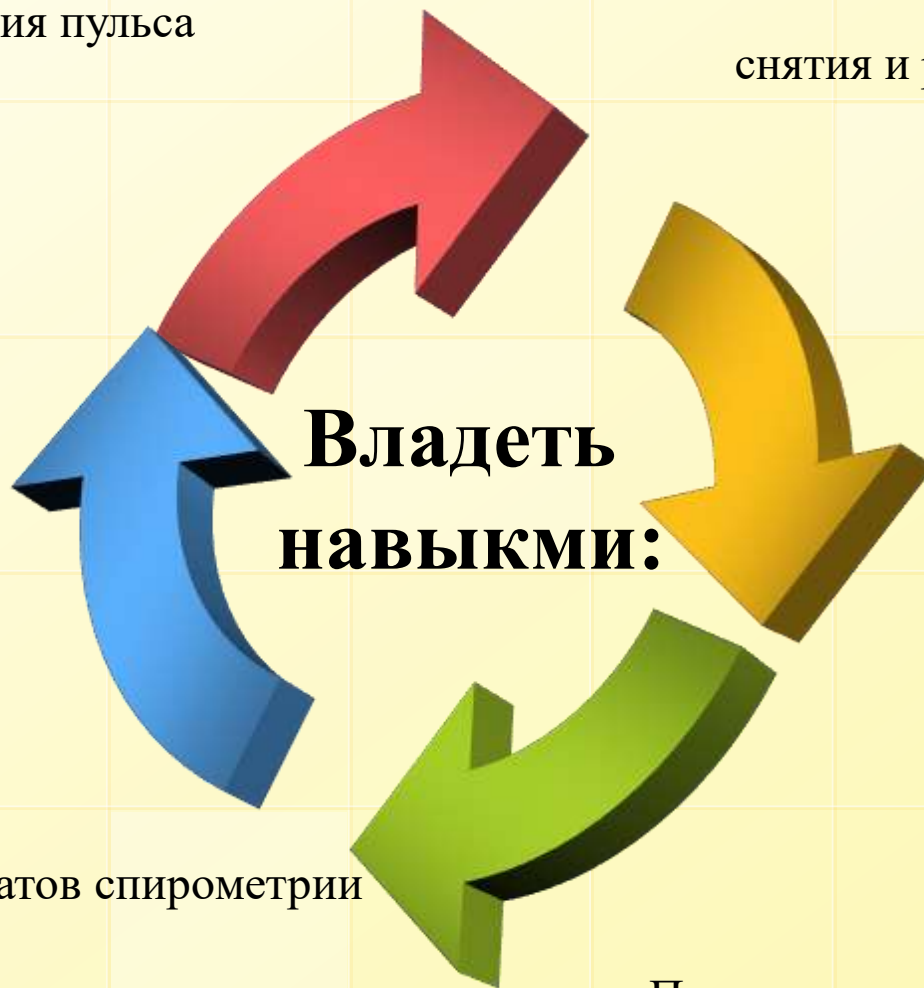 ия пульса
снятия и
Владеть
навыкми:
атов спирометрии